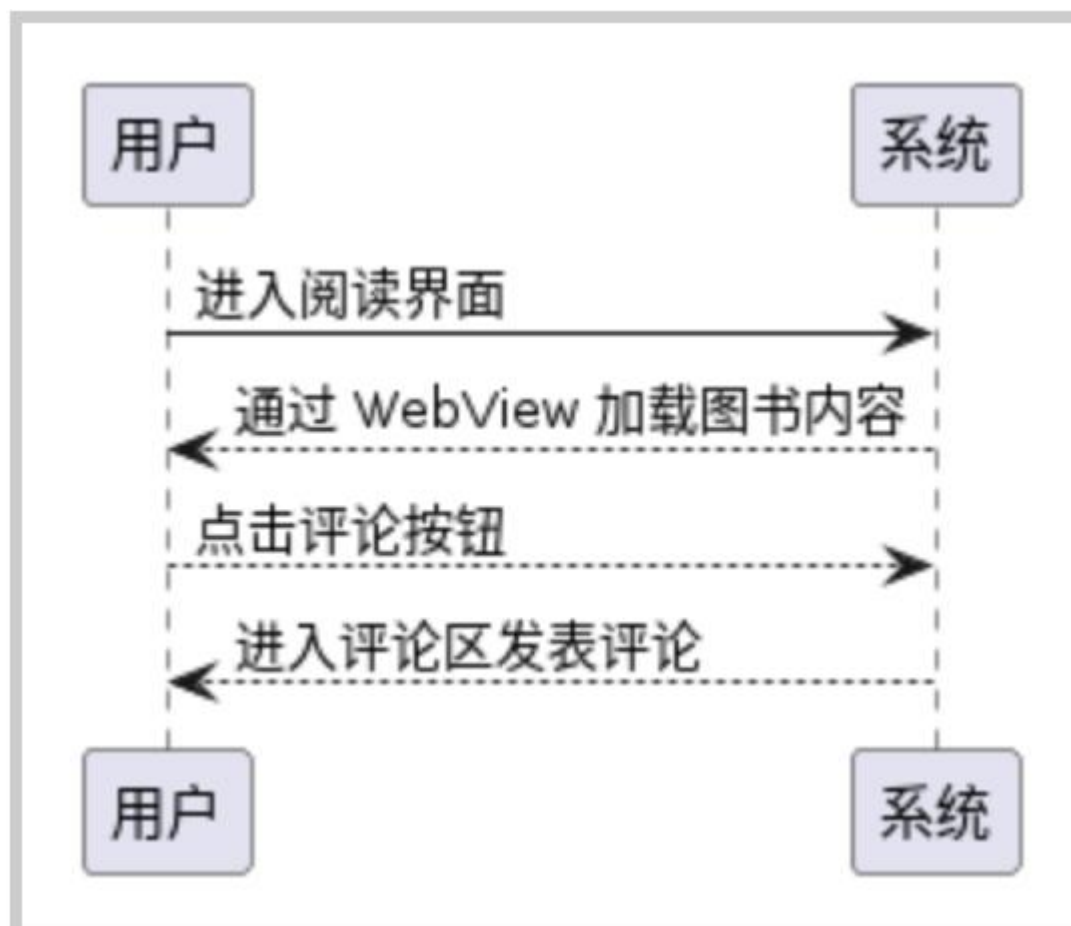 用户
系统
进入阅读界面
通过 WebView 加载图书内容
点击评论按钮
进入评论区发表评论
用户
系统